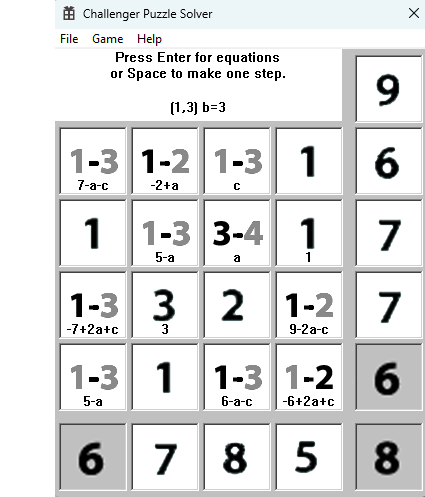 Challenger Puzzle Solver
File Game Help
Press Enter for equations
or Space to make one step.
(1,3) b=3
9
1-3 1-2 1-3 1 6
7-a-c -2+a c
1 1-3 3-4 1 7
5-a a 1
1-3 3 2 1-2 7
-7+2a+c 3 9-2a-c
1-3 1 1-3 1-2 6
5-a 6-a-c -6+2a+c
6 7 8 5 8